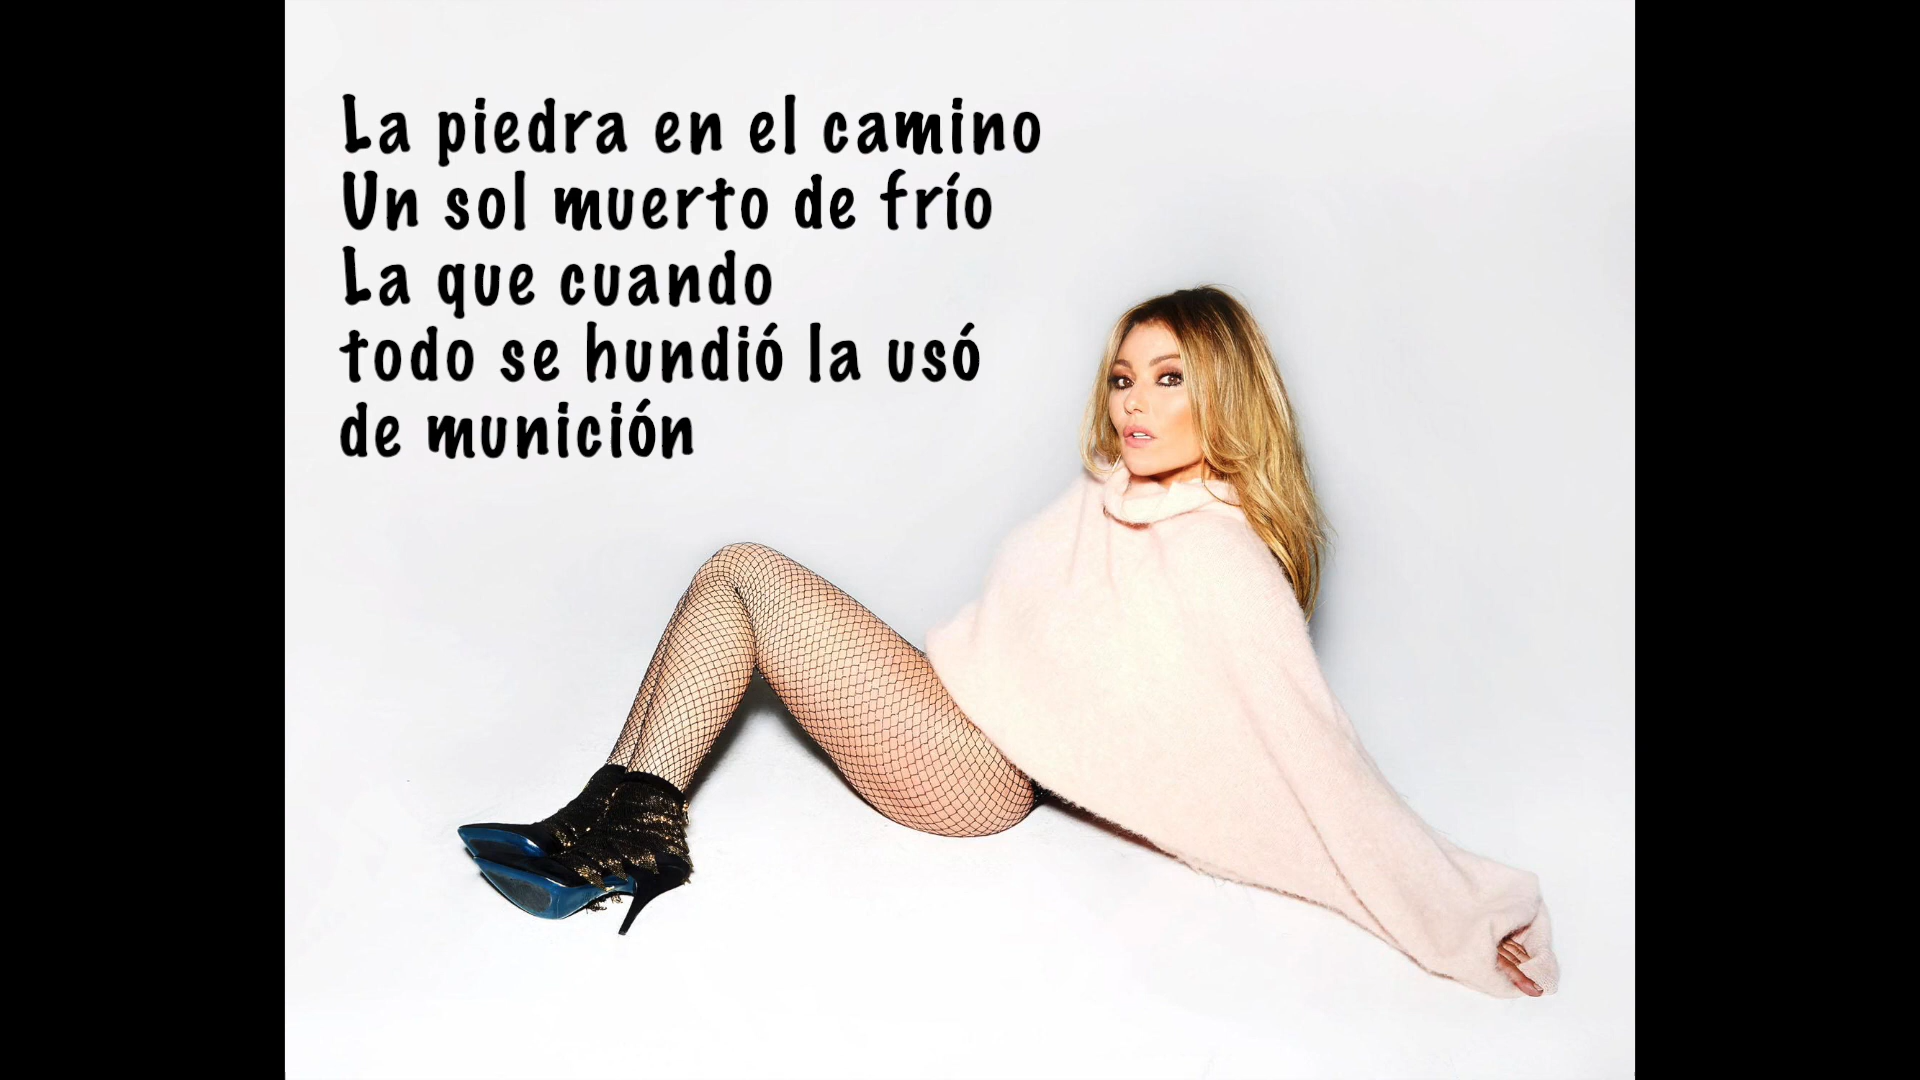 La piedra en el camino
Un sol muerto de frío
La que cuando
todo se hundió la usó
de munición